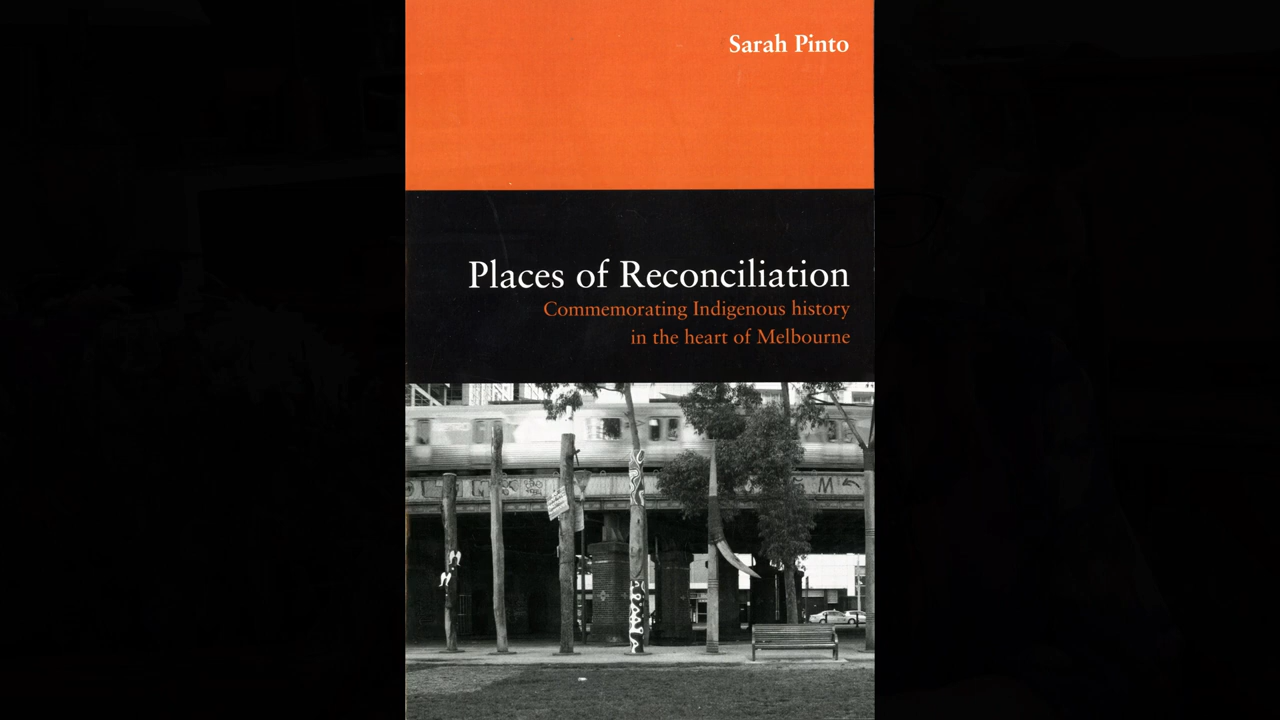 Sarah Pinto
Places of Reconciliation
Commemorating Indigenous history
in the heart of Melbourne